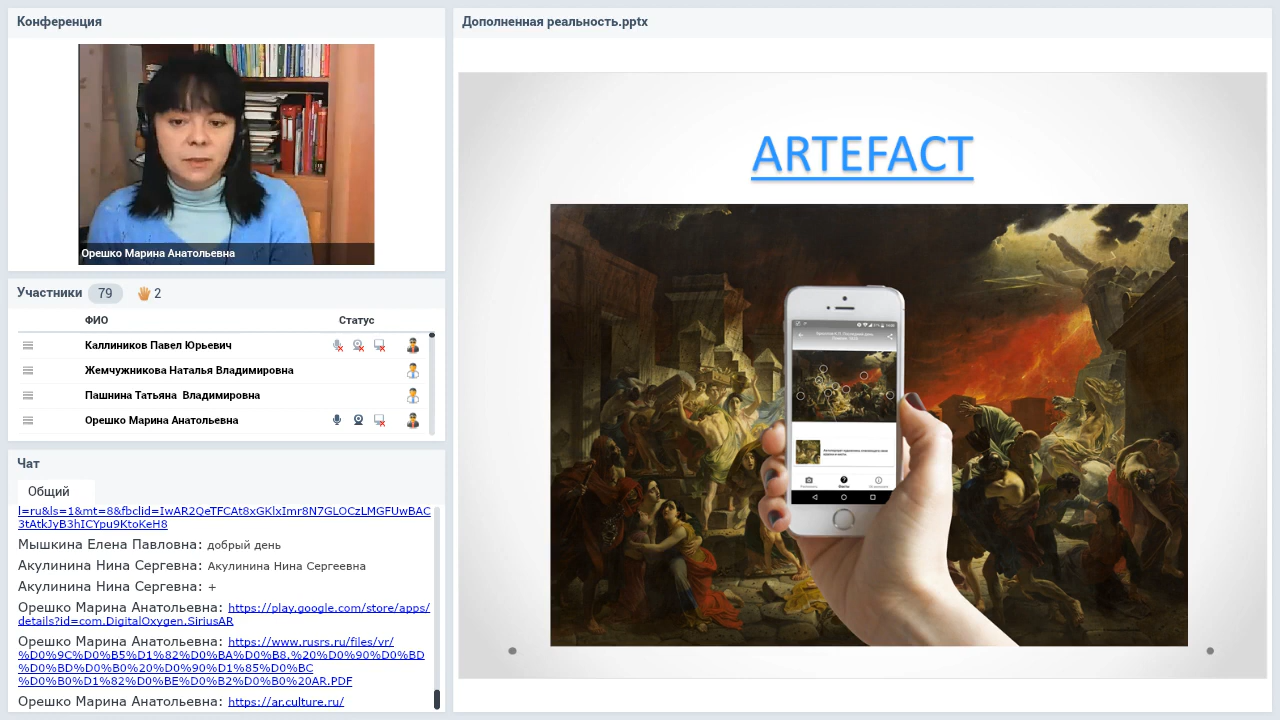 Конференция
Орешко Марина Анатольевна
Участники 79 2
ФИО Статус
Каллиников Павел Юрьевич
Жемчужникова Наталья Владимировна
Пашнина Татьяна Владимировна
Орешко Марина Анатольевна
Чат
Общий
l=ru&ls=1&mt=8&fbclid=IwAR2QeTFCAt8xGKlxImr8N7GLOCzLMGFUwBAC
3tAtkJyB3hICYpu9KtoKeH8
Мышкина Елена Павловна: добрый день
Акулинина Нина Сергевна: Акулинина Нина Сергеевна
Акулинина Нина Сергевна: +
Орешко Марина Анатольевна: https://play.google.com/store/apps/
details?id=com.DigitalOxygen.SiriusAR
Орешко Марина Анатольевна: https://www.rusrs.ru/files/vr/
%D0%9C%D0%B5%D1%82%D0%BA%D0%B8,%20%D0%90%D0%BD
%D0%BD%D0%B0%20%D0%90%D1%85%D0%BC
%D0%B0%D1%82%D0%BE%D0%B2%D0%B0%20AR.PDF
Орешко Марина Анатольевна: https://ar.culture.ru/
Дополненная реальность.pptx
ARTEFACT